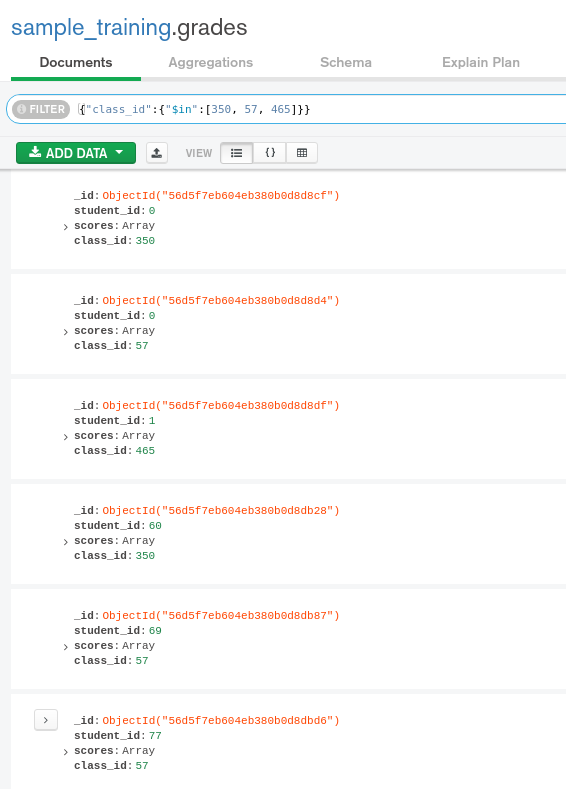 sample_training.grades
Documents Aggregations Schema Explain Plan
FILTER {"class_id":{"$in":[350, 57, 465]}}
ADD DATA VIEW {}
_id: ObjectId("56d5f7eb604eb380b0d8d8cf")
student_id: 0
scores: Array
class_id: 350
_id: ObjectId("56d5f7eb604eb380b0d8d8d4")
student_id: 0
scores: Array
class_id: 57
_id: ObjectId("56d5f7eb604eb380b0d8d8df")
student_id: 1
scores: Array
class_id: 465
_id: ObjectId("56d5f7eb604eb380b0d8db28")
student_id: 60
scores: Array
class_id: 350
_id: ObjectId("56d5f7eb604eb380b0d8db87")
student_id: 69
scores: Array
class_id: 57
_id: ObjectId("56d5f7eb604eb380b0d8dbd6")
student_id: 77
scores: Array
class_id: 57